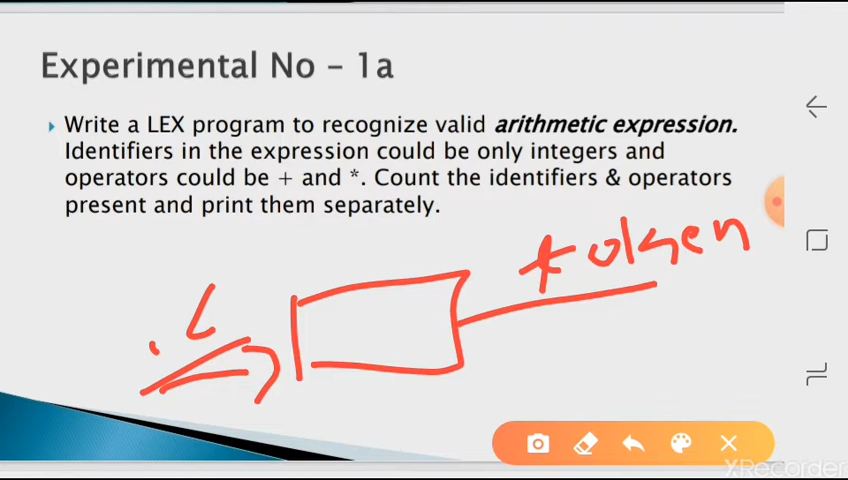 Experimental No – 1a
Write a LEX program to recognize valid arithmetic expression.
Identifiers in the expression could be only integers and
operators could be + and *. Count the identifiers & operators
present and print them separately.
token
.L
XRecorder